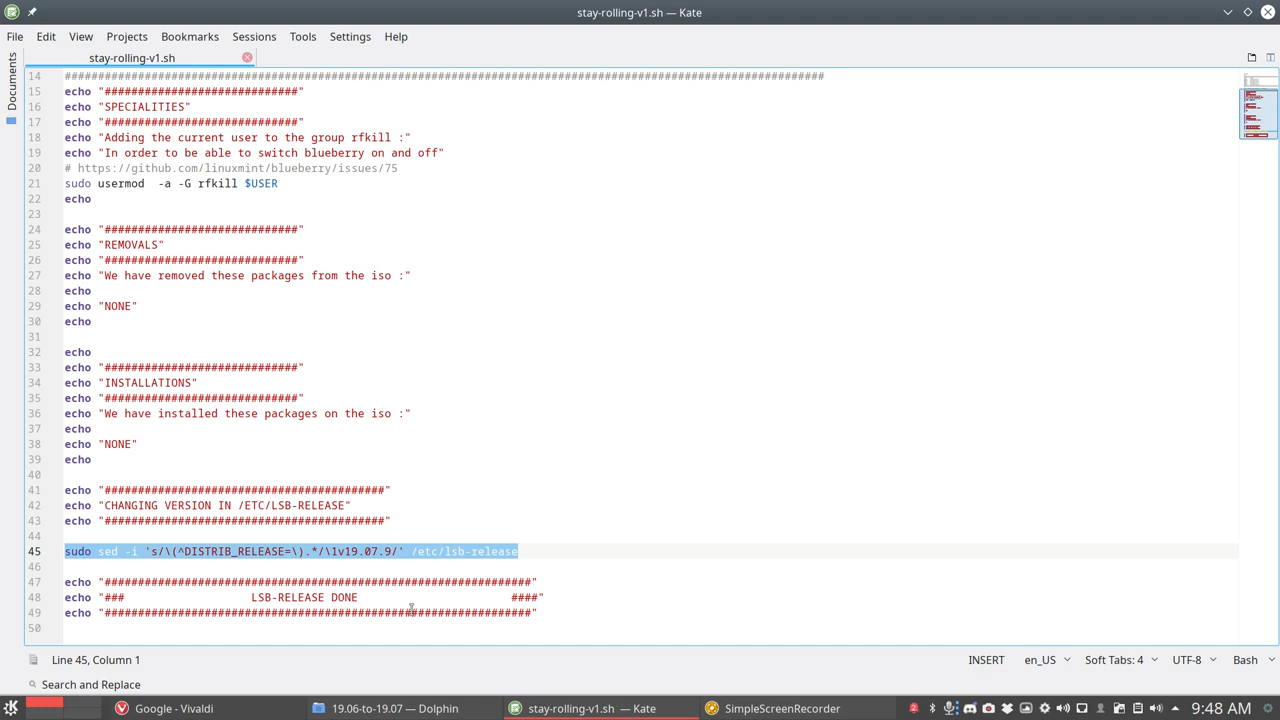 stay-rolling-v1.sh — Kate
File Edit View Projects Bookmarks Sessions Tools Settings Help
stay-rolling-v1.sh
Documents
14 ##################################################################################################################
15 echo "#############################"
16 echo "SPECIALITIES"
17 echo "#############################"
18 echo "Adding the current user to the group rfkill :"
19 echo "In order to be able to switch blueberry on and off"
20 # https://github.com/linuxmint/blueberry/issues/75
21 sudo usermod  -a -G rfkill $USER
22 echo
23
24 echo "#############################"
25 echo "REMOVALS"
26 echo "#############################"
27 echo "We have removed these packages from the iso :"
28 echo
29 echo "NONE"
30 echo
31
32 echo
33 echo "#############################"
34 echo "INSTALLATIONS"
35 echo "#############################"
36 echo "We have installed these packages on the iso :"
37 echo
38 echo "NONE"
39 echo
40
41 echo "##########################################"
42 echo "CHANGING VERSION IN /ETC/LSB-RELEASE"
43 echo "##########################################"
44
45 sudo sed -i 's/\(^DISTRIB_RELEASE=\).*/\1v19.07.9/' /etc/lsb-release
46
47 echo "################################################################"
48 echo "###                   LSB-RELEASE DONE                       ####"
49 echo "################################################################"
50
Line 45, Column 1 INSERT en_US Soft Tabs: 4 UTF-8 Bash
Search and Replace
Google - Vivaldi 19.06-to-19.07 — Dolphin stay-rolling-v1.sh — Kate SimpleScreenRecorder 9:48 AM